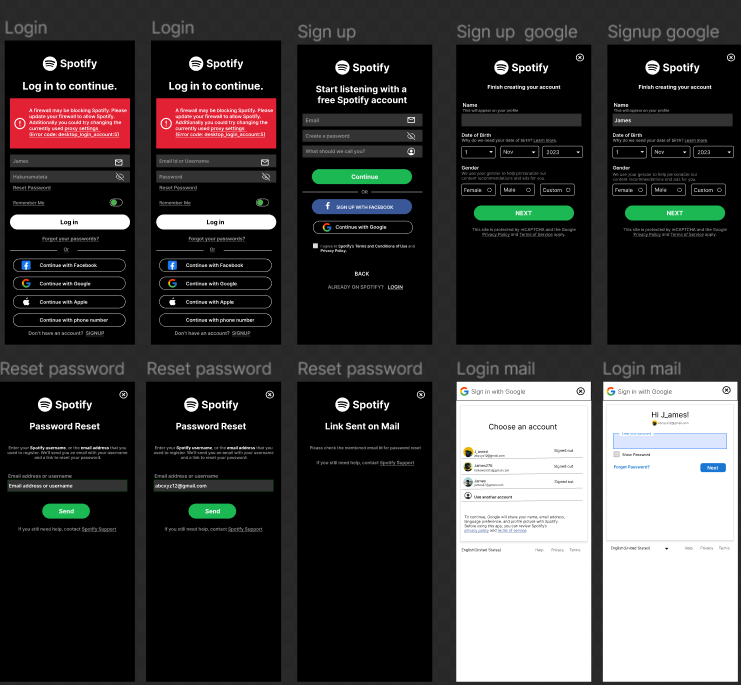 Login
Spotify
Log in to continue.
A firewall may be blocking Spotify. Please
update your firewall to allow Spotify.
Additionally you could try changing the
currently used proxy settings
(Error code: desktop_login_account:5)
James
Hakunamatata
Reset Password
Remember Me
Log in
Forgot your passwords?
Or
Continue with Facebook
Continue with Google
Continue with Apple
Continue with phone number
Don't have an account? SIGNUP
Login
Spotify
Log in to continue.
A firewall may be blocking Spotify. Please
update your firewall to allow Spotify.
Additionally you could try changing the
currently used proxy settings
(Error code: desktop_login_account:5)
Email Id or Username
Password
Reset Password
Remember Me
Log in
Forgot your passwords?
Or
Continue with Facebook
Continue with Google
Continue with Apple
Continue with phone number
Don't have an account? SIGNUP
Sign up
Spotify
Start listening with a
free Spotify account
Email
Create a password
What should we call you?
Continue
OR
SIGN UP WITH FACEBOOK
Continue with Google
I agree to Spotify's Terms and Conditions of Use and
Privacy Policy.
BACK
ALREADY ON SPOTIFY? LOGIN
Sign up google
Spotify
Finish creating your account
Name
This will appear on your profile
Date of Birth
Why do we need your date of birth? Learn more.
1 Nov 2023
Gender
We use your gender to help personalize our
content recommendations and ads for you.
Female Male Custom
NEXT
This site is protected by reCAPTCHA and the Google
Privacy Policy and Terms of Service apply.
Signup google
Spotify
Finish creating your account
Name
This will appear on your profile
James
Date of Birth
Why do we need your date of birth? Learn more.
1 Nov 2023
Gender
We use your gender to help personalize our
content recommendations and ads for you.
Female Male Custom
NEXT
This site is protected by reCAPTCHA and the Google
Privacy Policy and Terms of Service apply.
Reset password
Spotify
Password Reset
Enter your Spotify username, or the email address that you
used to register. We'll send you an email with your username
and a link to reset your password.
Email address or username
Email address or username
Send
If you still need help, contact Spotify Support
Reset password
Spotify
Password Reset
Enter your Spotify username, or the email address that you
used to register. We'll send you an email with your username
and a link to reset your password.
Email address or username
abcxyz12@gmail.com
Send
If you still need help, contact Spotify Support
Reset password
Spotify
Link Sent on Mail
Please check the mentioned email Id for password reset
If you still need help, contact Spotify Support
Login mail
Sign in with Google
Choose an account
J_ames!
abcxyz12@gmail.com
Signed out
James276
Signed out
James
Signed out
Use another account
To continue, Google will share your name, email address,
language preference, and profile picture with Spotify.
Before using this app, you can review Spotify's
privacy policy and terms of service.
English (United States) Help Privacy Terms
Login mail
Sign in with Google
Hi J_ames!
abcxyz12@gmail.com
Enter your password
Show Password
Forgot Password?
Next
English (United States) Help Privacy Terms